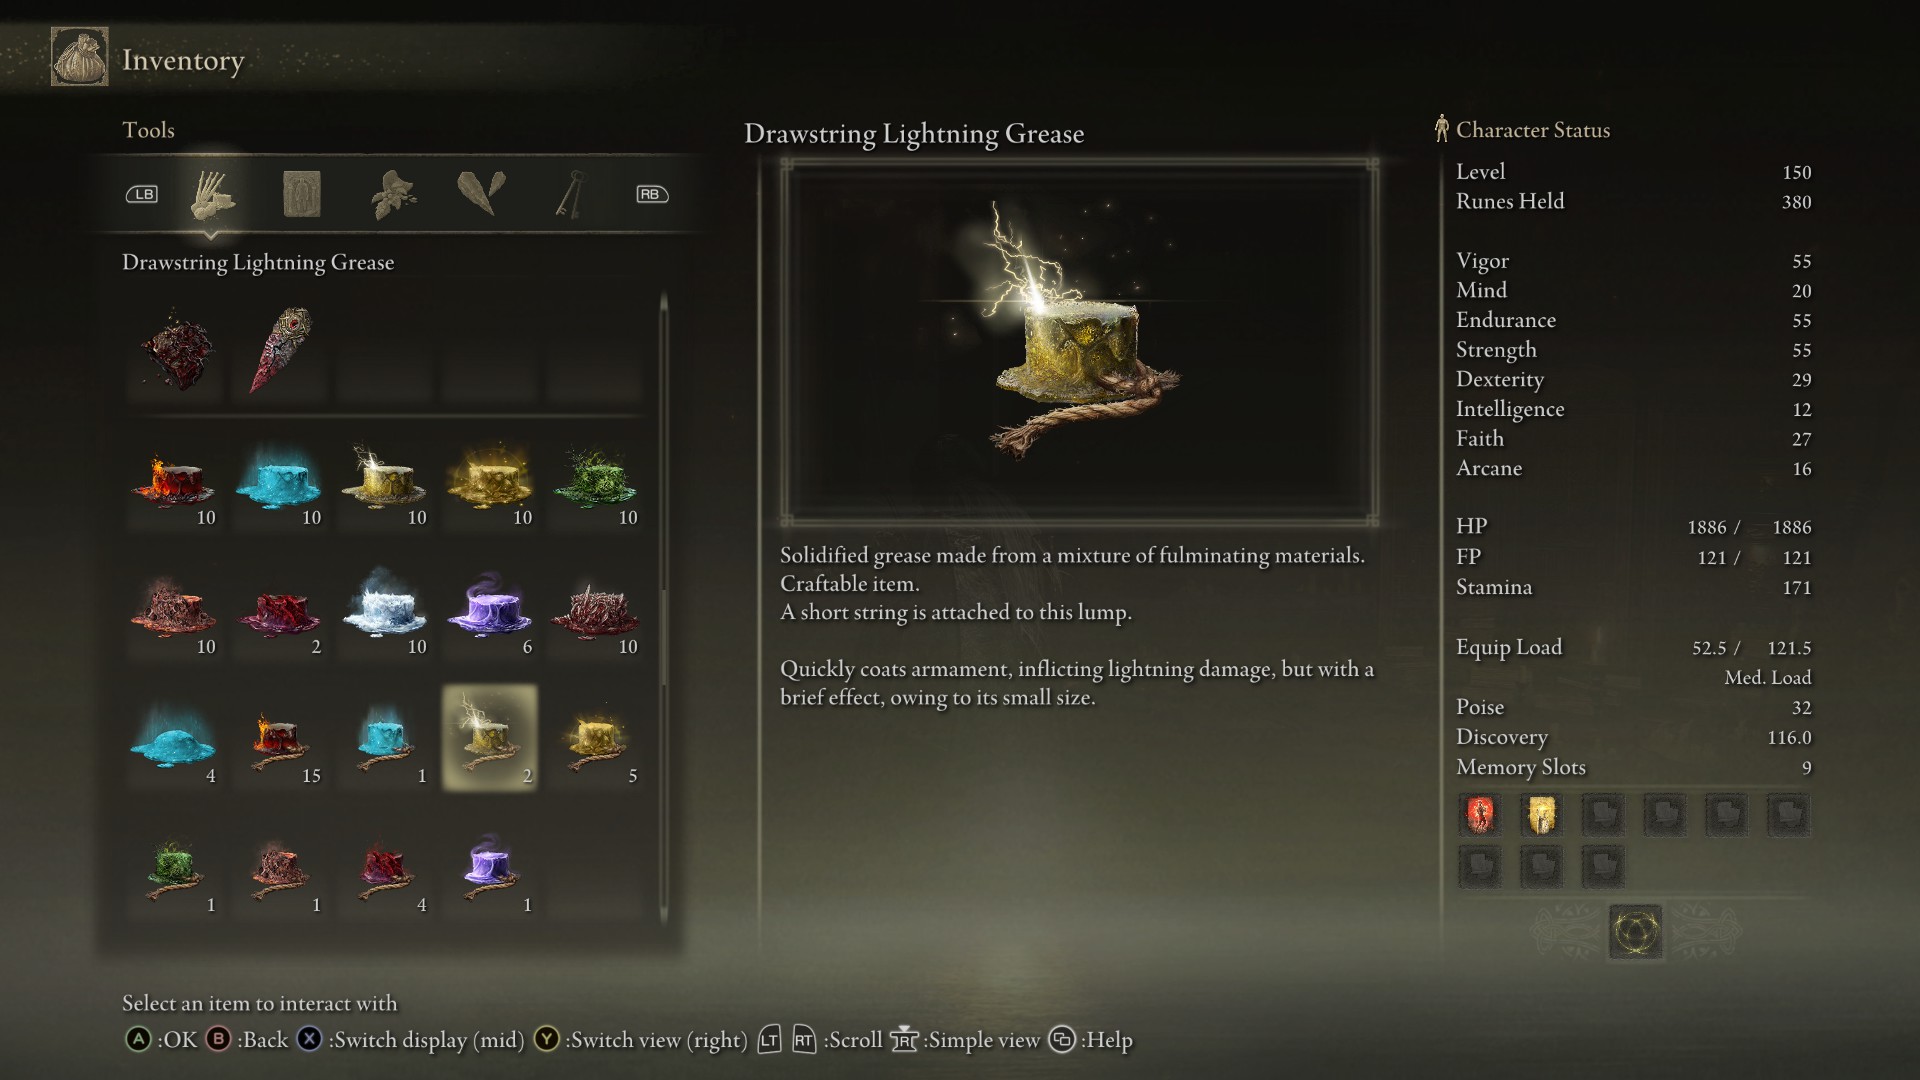 Inventory
Tools
LB
RB
Drawstring Lightning Grease
10
10
10
10
10
10
2
10
6
10
4
15
1
2
5
1
1
4
1
Drawstring Lightning Grease
Solidified grease made from a mixture of fulminating materials.
Craftable item.
A short string is attached to this lump.
Quickly coats armament, inflicting lightning damage, but with a
brief effect, owing to its small size.
Character Status
Level 150
Runes Held 380
Vigor 55
Mind 20
Endurance 55
Strength 55
Dexterity 29
Intelligence 12
Faith 27
Arcane 16
HP 1886 / 1886
FP 121 / 121
Stamina 171
Equip Load 52.5 / 121.5
Med. Load
Poise 32
Discovery 116.0
Memory Slots 9
Select an item to interact with
A :OK B :Back X :Switch display (mid) Y :Switch view (right) LT RT :Scroll R :Simple view :Help